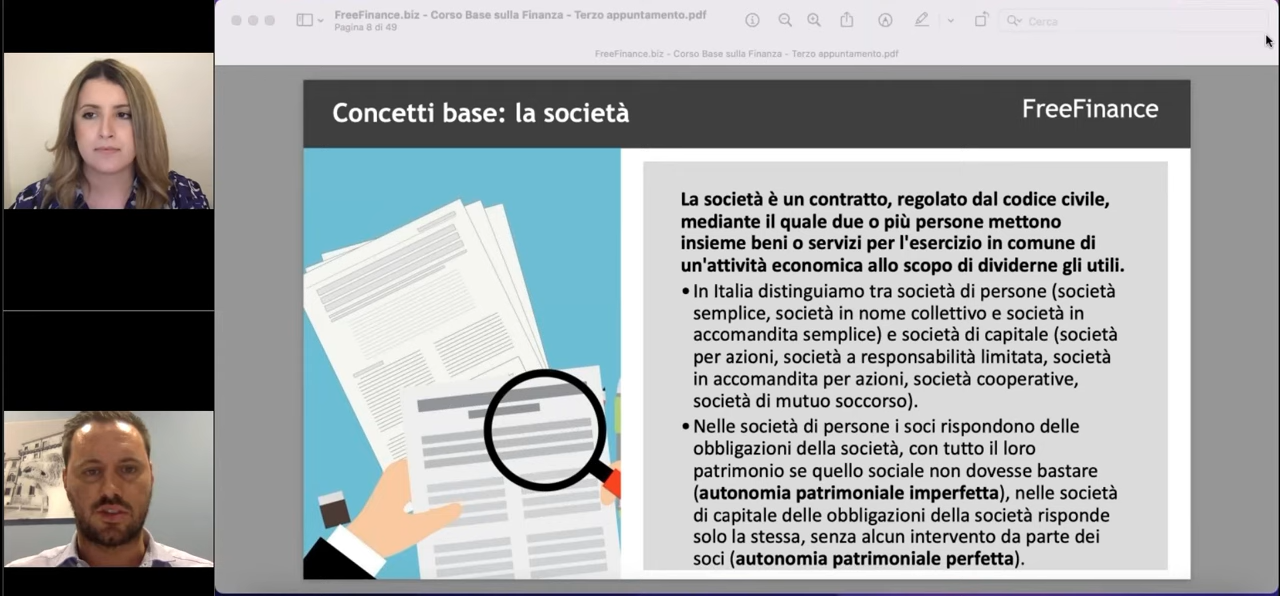 FreeFinance.biz - Corso Base sulla Finanza - Terzo appuntamento.pdf
Pagina 8 di 49
Cerca
FreeFinance.biz - Corso Base sulla Finanza - Terzo appuntamento.pdf
Concetti base: la società
FreeFinance
La società è un contratto, regolato dal codice civile,
mediante il quale due o più persone mettono
insieme beni o servizi per l'esercizio in comune di
un'attività economica allo scopo di dividerne gli utili.
•In Italia distinguiamo tra società di persone (società
semplice, società in nome collettivo e società in
accomandita semplice) e società di capitale (società
per azioni, società a responsabilità limitata, società
in accomandita per azioni, società cooperative,
società di mutuo soccorso).
•Nelle società di persone i soci rispondono delle
obbligazioni della società, con tutto il loro
patrimonio se quello sociale non dovesse bastare
(autonomia patrimoniale imperfetta), nelle società
di capitale delle obbligazioni della società risponde
solo la stessa, senza alcun intervento da parte dei
soci (autonomia patrimoniale perfetta).